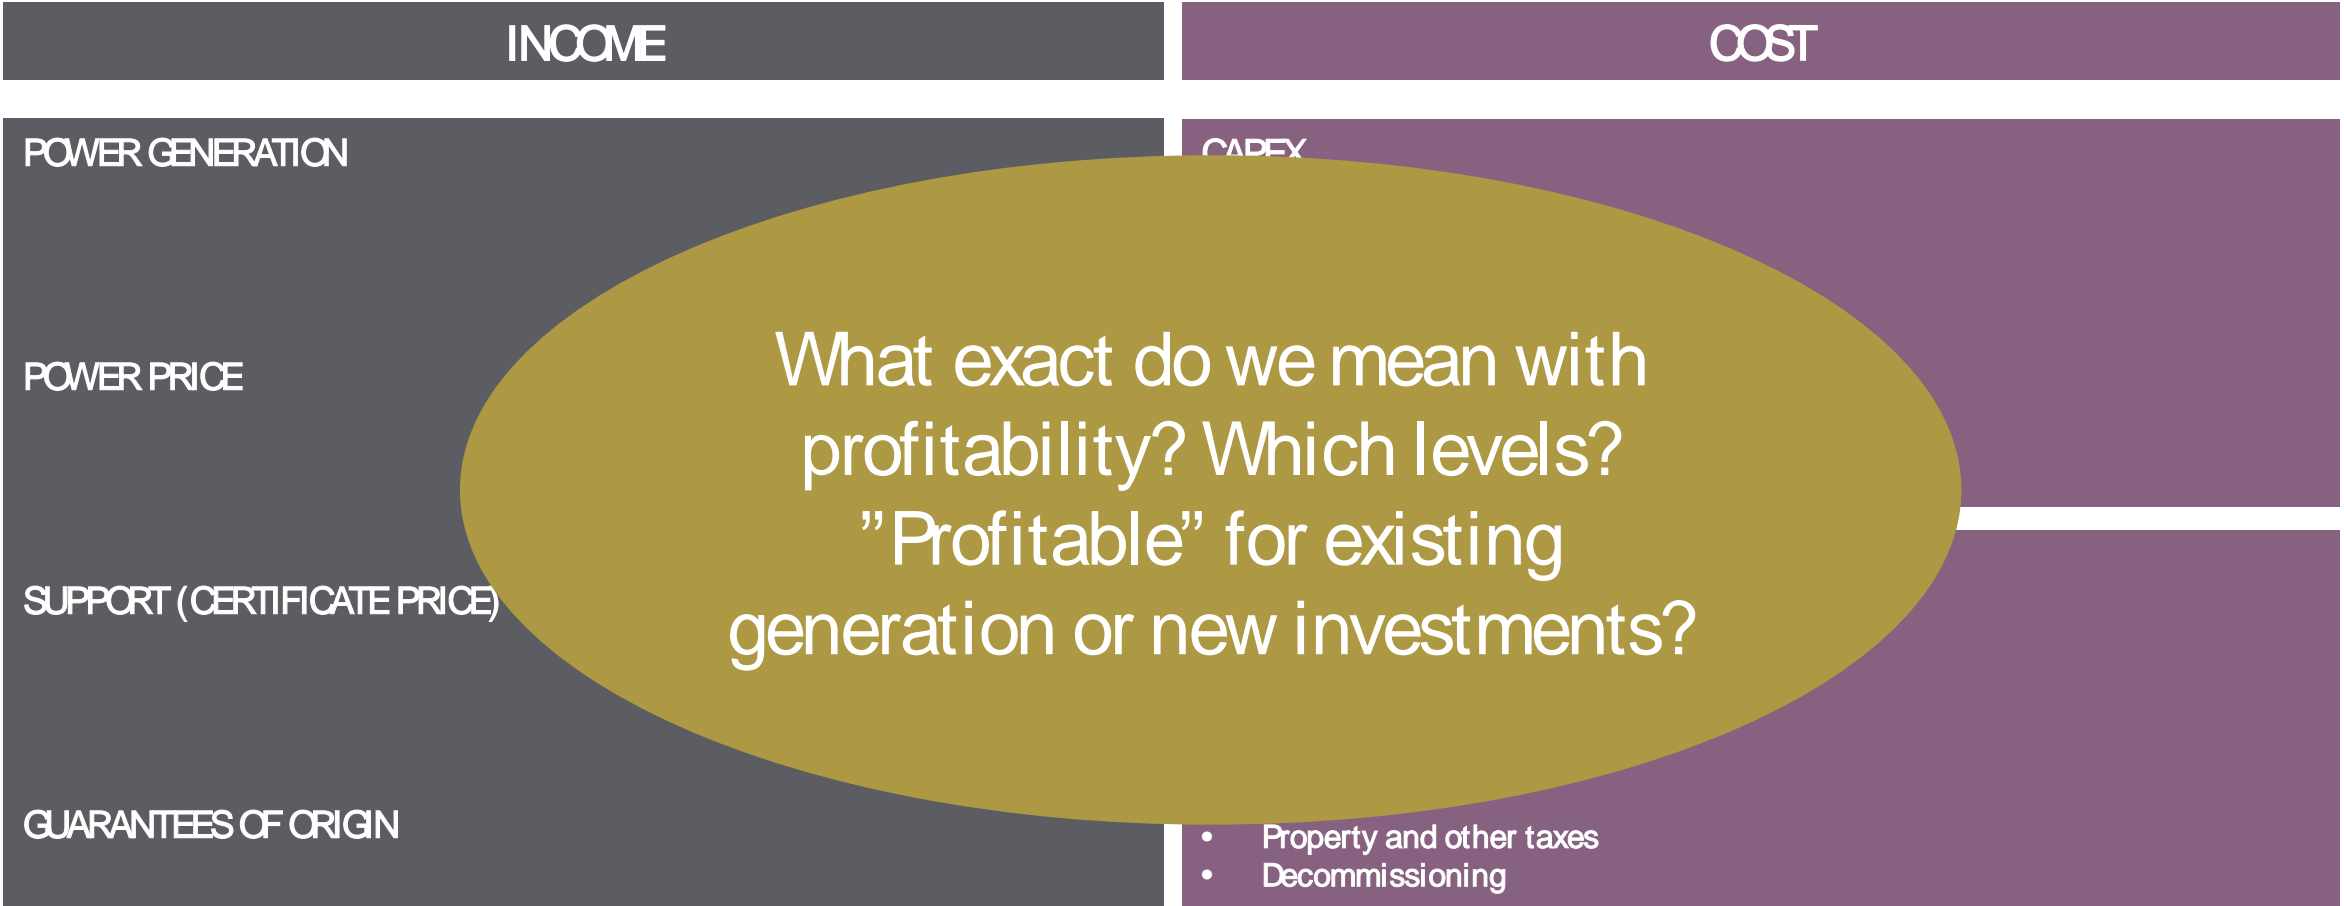 INCOME
COST
POWER GENERATION
POWER PRICE
SUPPORT (CERTIFICATE PRICE)
GUARANTEES OF ORIGIN
CAPEX
What exact do we mean with
profitability? Which levels?
”Profitable” for existing
generation or new investments?
• Property and other taxes
• Decommissioning